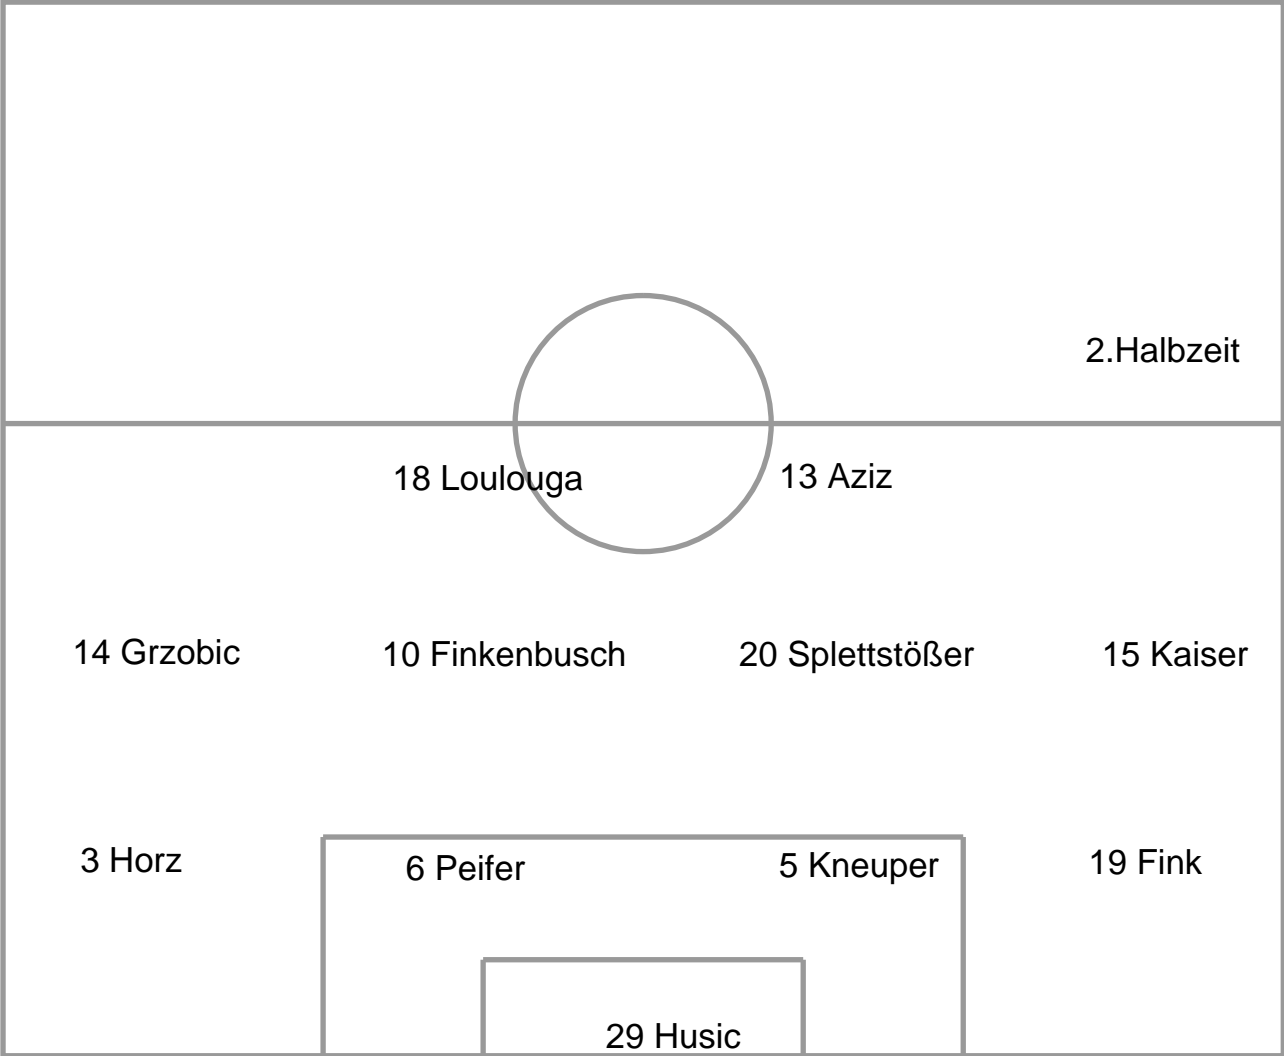 2.Halbzeit
18 Loulouga
13 Aziz
14 Grzobic
10 Finkenbusch
20 Splettstößer
15 Kaiser
3 Horz
6 Peifer
5 Kneuper
19 Fink
29 Husic